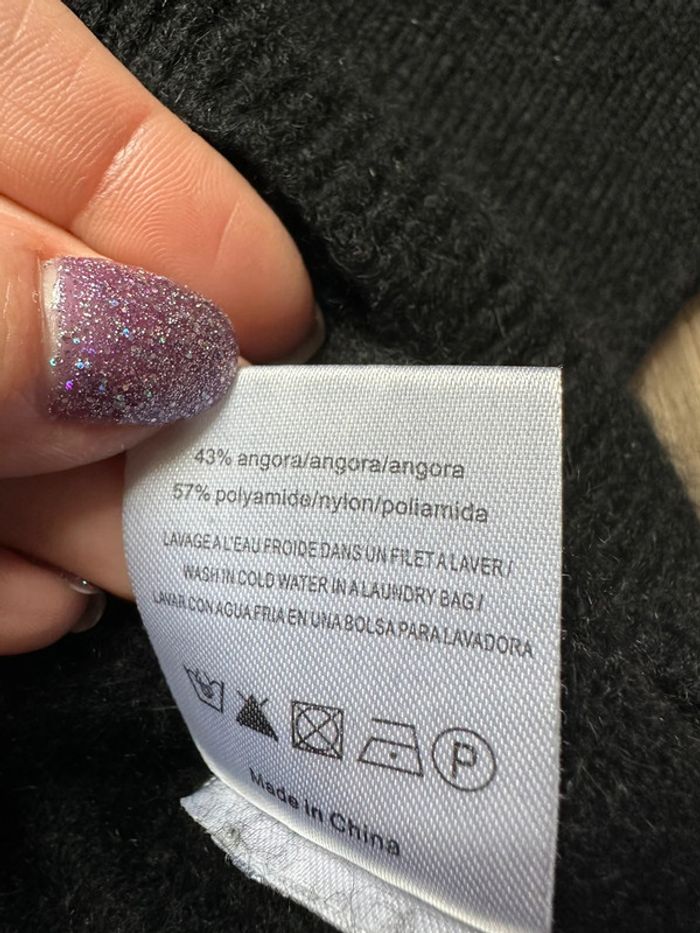 43% angora/angora/angora
57% polyamide/nylon/poliamida
LAVAGE A L'EAU FROIDE DANS UN FILET A LAVER /
WASH IN COLD WATER IN A LAUNDRY BAG /
LAVAR CON AGUA FRIA EN UNA BOLSA PARA LAVADORA
P
Made in China